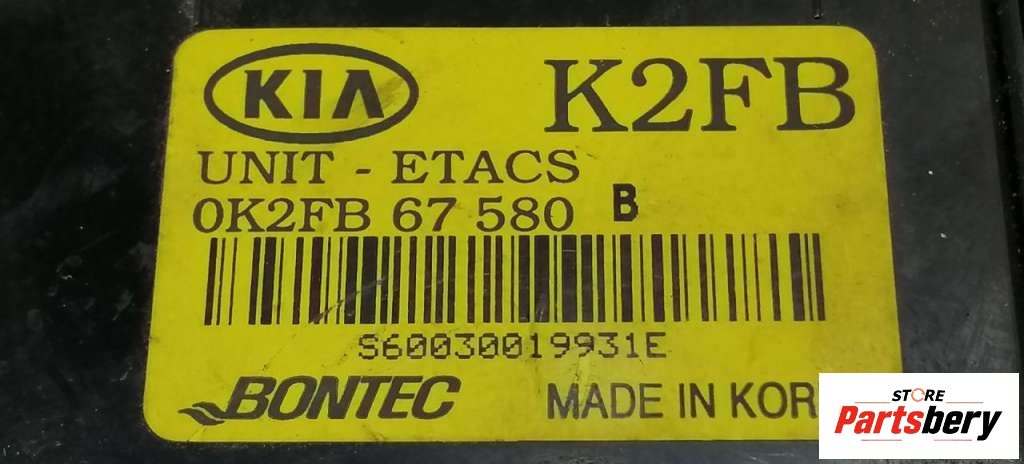 KIA K2FB
UNIT - ETACS
0K2FB 67 580 B
S60030019931E
BONTEC MADE IN KOR
STORE
Partsbery